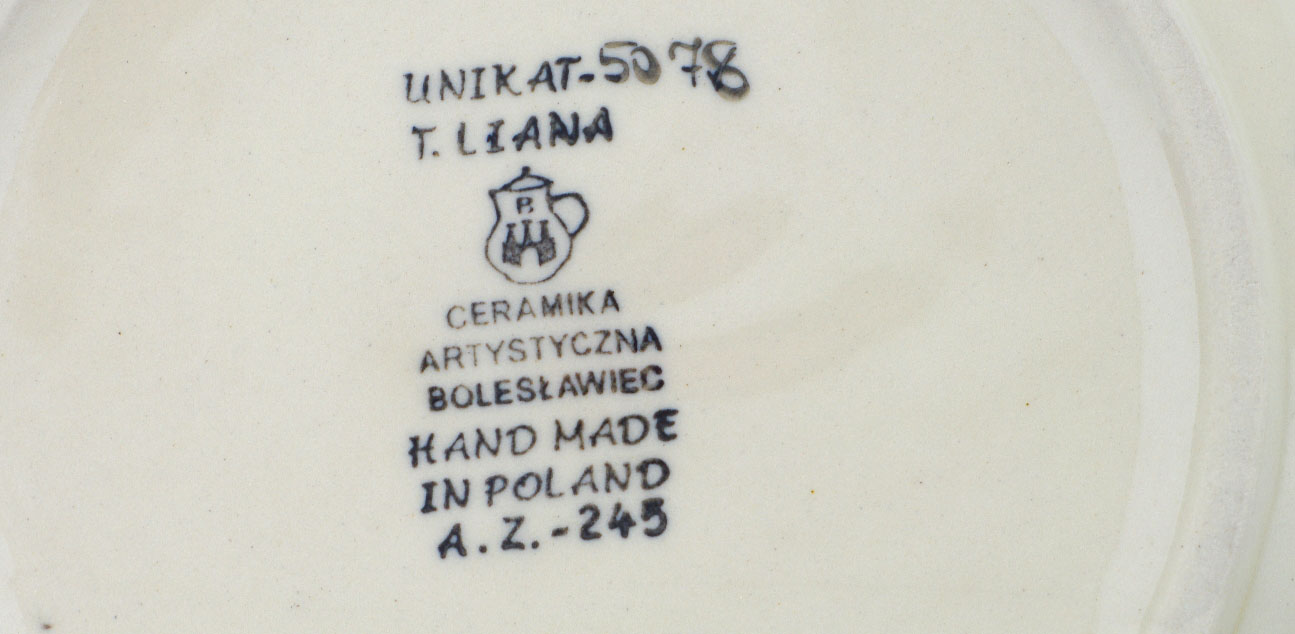 UNIKAT-5078
T. LIANA
B
CERAMIKA
ARTYSTYCZNA
BOLESŁAWIEC
HAND MADE
IN POLAND
A.Z.-245